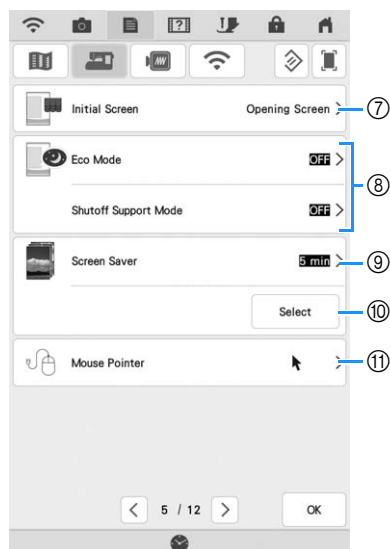 Initial Screen Opening Screen > ⑦
Eco Mode OFF >
⑧
Shutoff Support Mode OFF >
Screen Saver 5 min > ⑨
Select ⑩
Mouse Pointer > ⑪
< 5 / 12 > OK